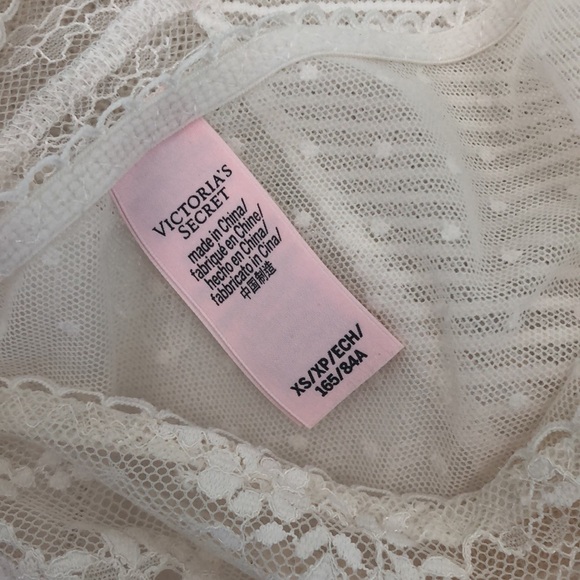 VICTORIA'S
SECRET
made in China/
fabriqué en Chine/
hecho en China/
fabbricato in Cina/
中国制造
XS/XP/ECH/
165/84A